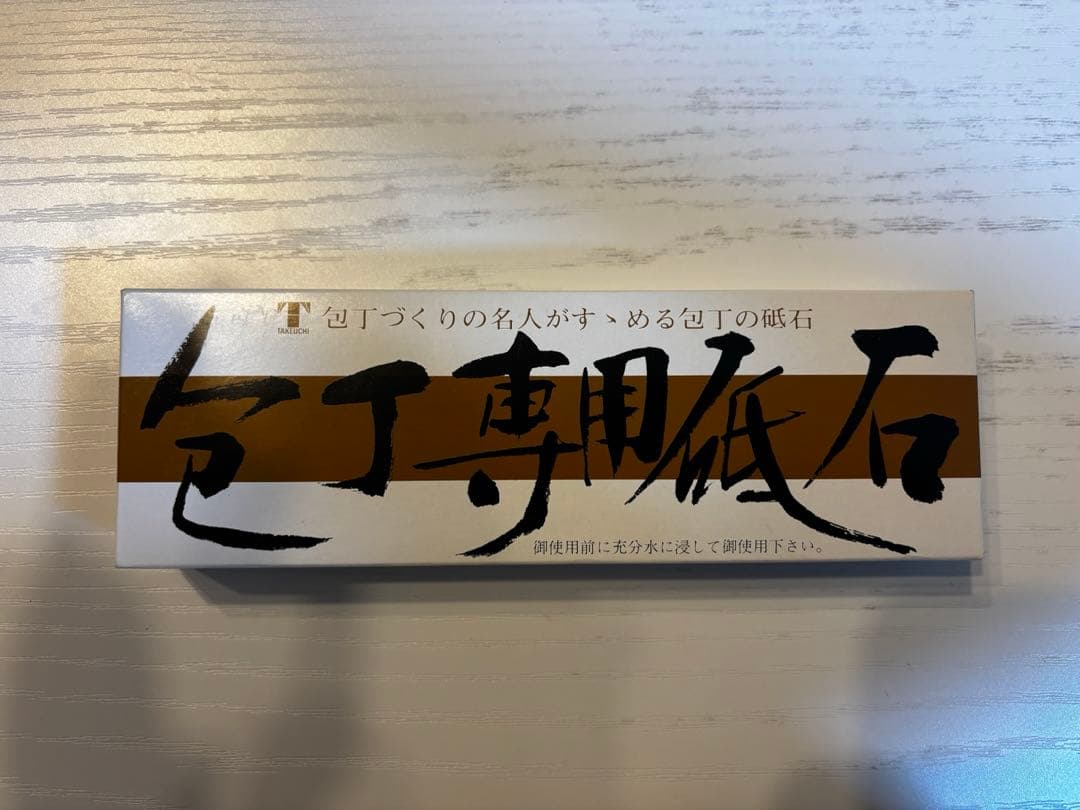 TAKEUCHI
包丁づくりの名人がすゝめる包丁の砥石
包丁専用砥石
御使用前に充分水に浸して御使用下さい。